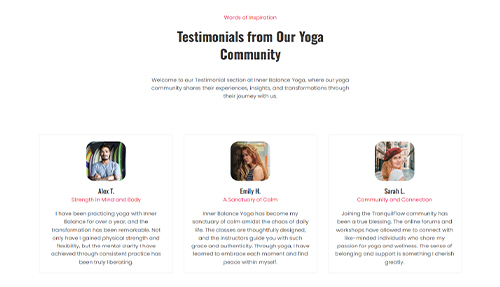 Words of Inspiration
Testimonials from Our Yoga
Community
Welcome to our Testimonial section at Inner Balance Yoga, where our yoga
community shares their experiences, insights, and transformations through
their journey with us.
Alex T.
Strength in Mind and Body
I have been practicing yoga with Inner
Balance for over a year, and the
transformation has been remarkable. Not
only have I gained physical strength and
flexibility, but the mental clarity I have
achieved through consistent practice has
been truly liberating.
Emily H.
A Sanctuary of Calm
Inner Balance Yoga has become my
sanctuary of calm amidst the chaos of daily
life. The classes are thoughtfully designed,
and the instructors guide you with such
grace and authenticity. Through yoga, I have
learned to embrace each moment and find
peace within myself.
Sarah L.
Community and Connection
Joining the TranquilFlow community has
been a true blessing. The online forums and
workshops have allowed me to connect with
like-minded individuals who share my
passion for yoga and wellness. The sense of
belonging and support is something I cherish
greatly.